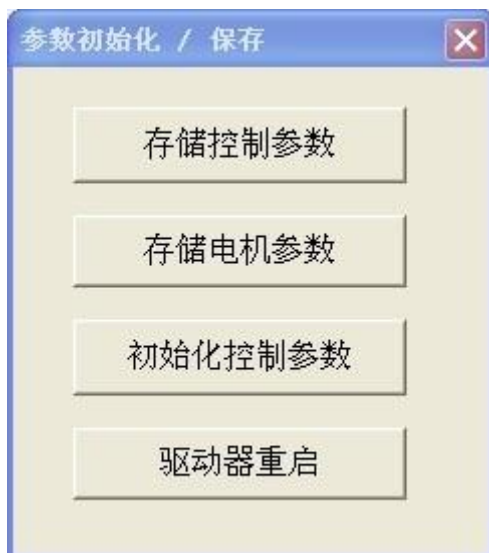 参数初始化 / 保存
存储控制参数
存储电机参数
初始化控制参数
驱动器重启